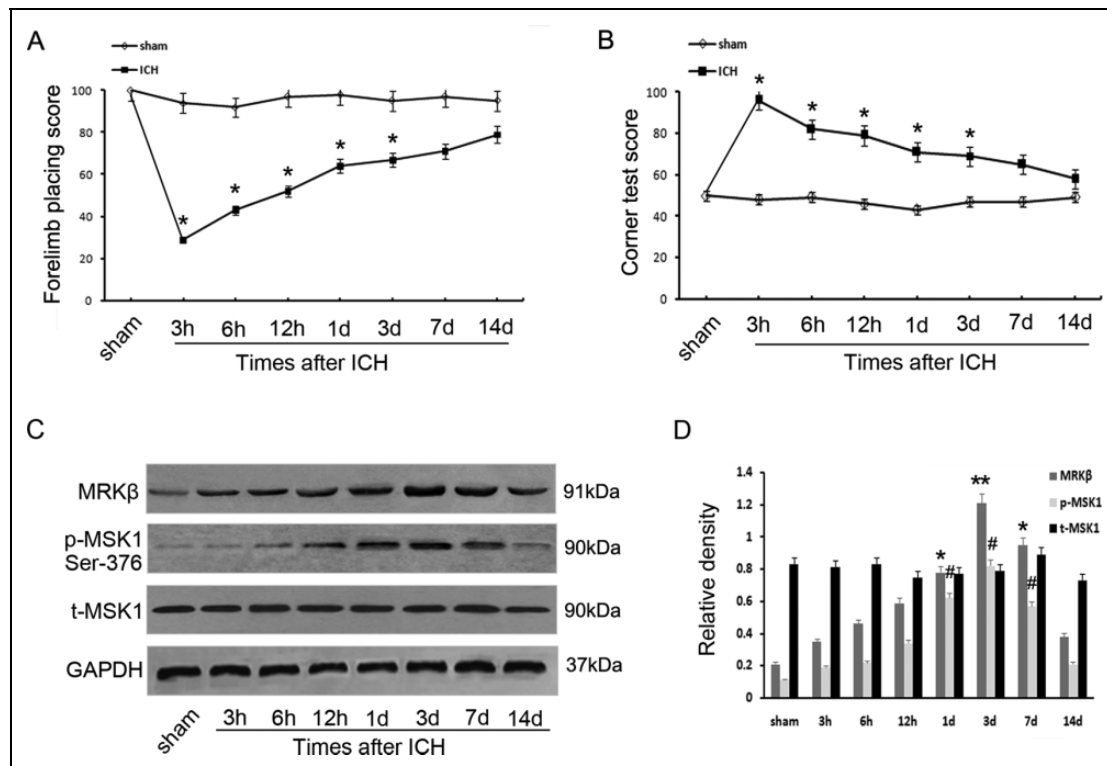 A
sham
ICH
120
100
80
60
40
20
0
Forelimb placing score
*
*
*
*
*
sham
3h
6h
12h
1d
3d
7d
14d
Times after ICH
B
sham
ICH
100
80
60
40
20
0
Corner test score
*
*
*
*
*
sham
3h
6h
12h
1d
3d
7d
14d
Times after ICH
C
MRKβ
91kDa
p-MSK1
Ser-376
90kDa
t-MSK1
90kDa
GAPDH
37kDa
sham
3h
6h
12h
1d
3d
7d
14d
Times after ICH
D
1.4
1.2
1
0.8
0.6
0.4
0.2
0
Relative density
MRKβ
p-MSK1
t-MSK1
*
#
**
#
*
#
sham
3h
6h
12h
1d
3d
7d
14d